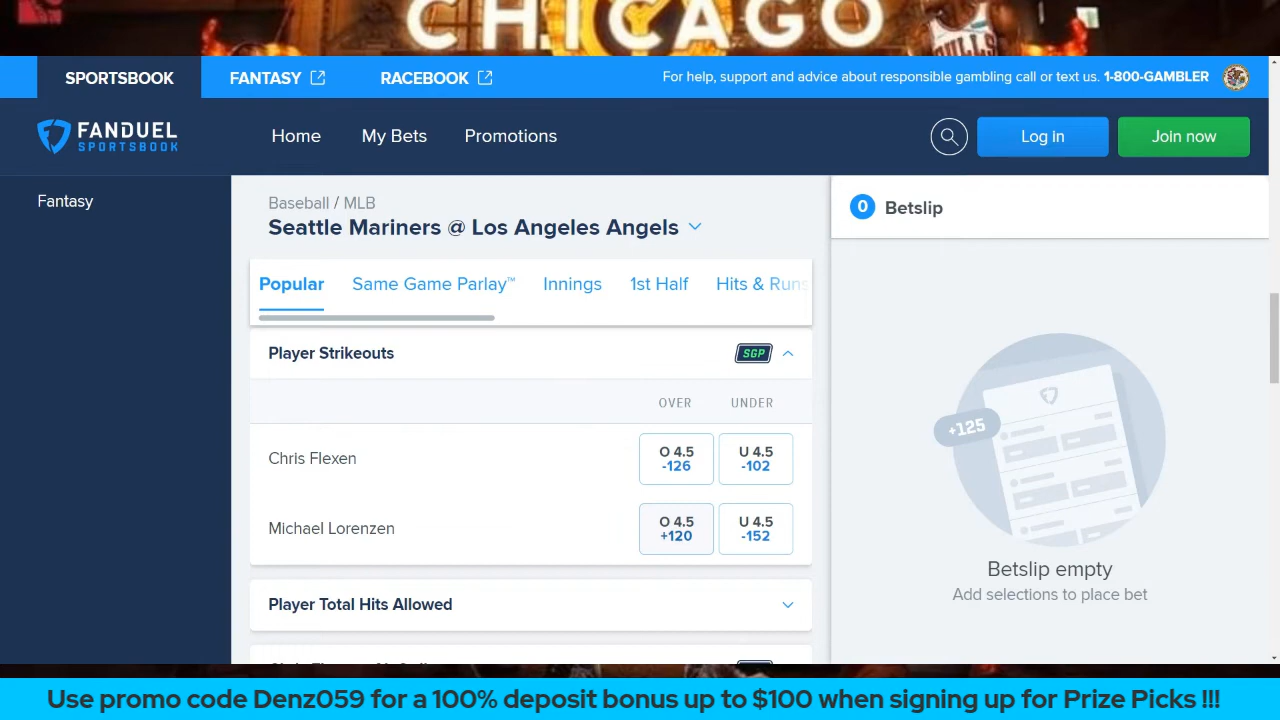 CHICAGO
BULLS
SPORTSBOOK FANTASY RACEBOOK For help, support and advice about responsible gambling call or text us. 1-800-GAMBLER
FANDUEL
SPORTSBOOK
Home My Bets Promotions Log in Join now
Fantasy
Baseball / MLB
Seattle Mariners @ Los Angeles Angels
0 Betslip
Popular Same Game Parlay™ Innings 1st Half Hits & Runs
Player Strikeouts SGP
OVER UNDER
Chris Flexen O 4.5 U 4.5
-126 -102
Michael Lorenzen O 4.5 U 4.5
+120 -152
Player Total Hits Allowed
+125
Betslip empty
Add selections to place bet
Use promo code Denz059 for a 100% deposit bonus up to $100 when signing up for Prize Picks !!!